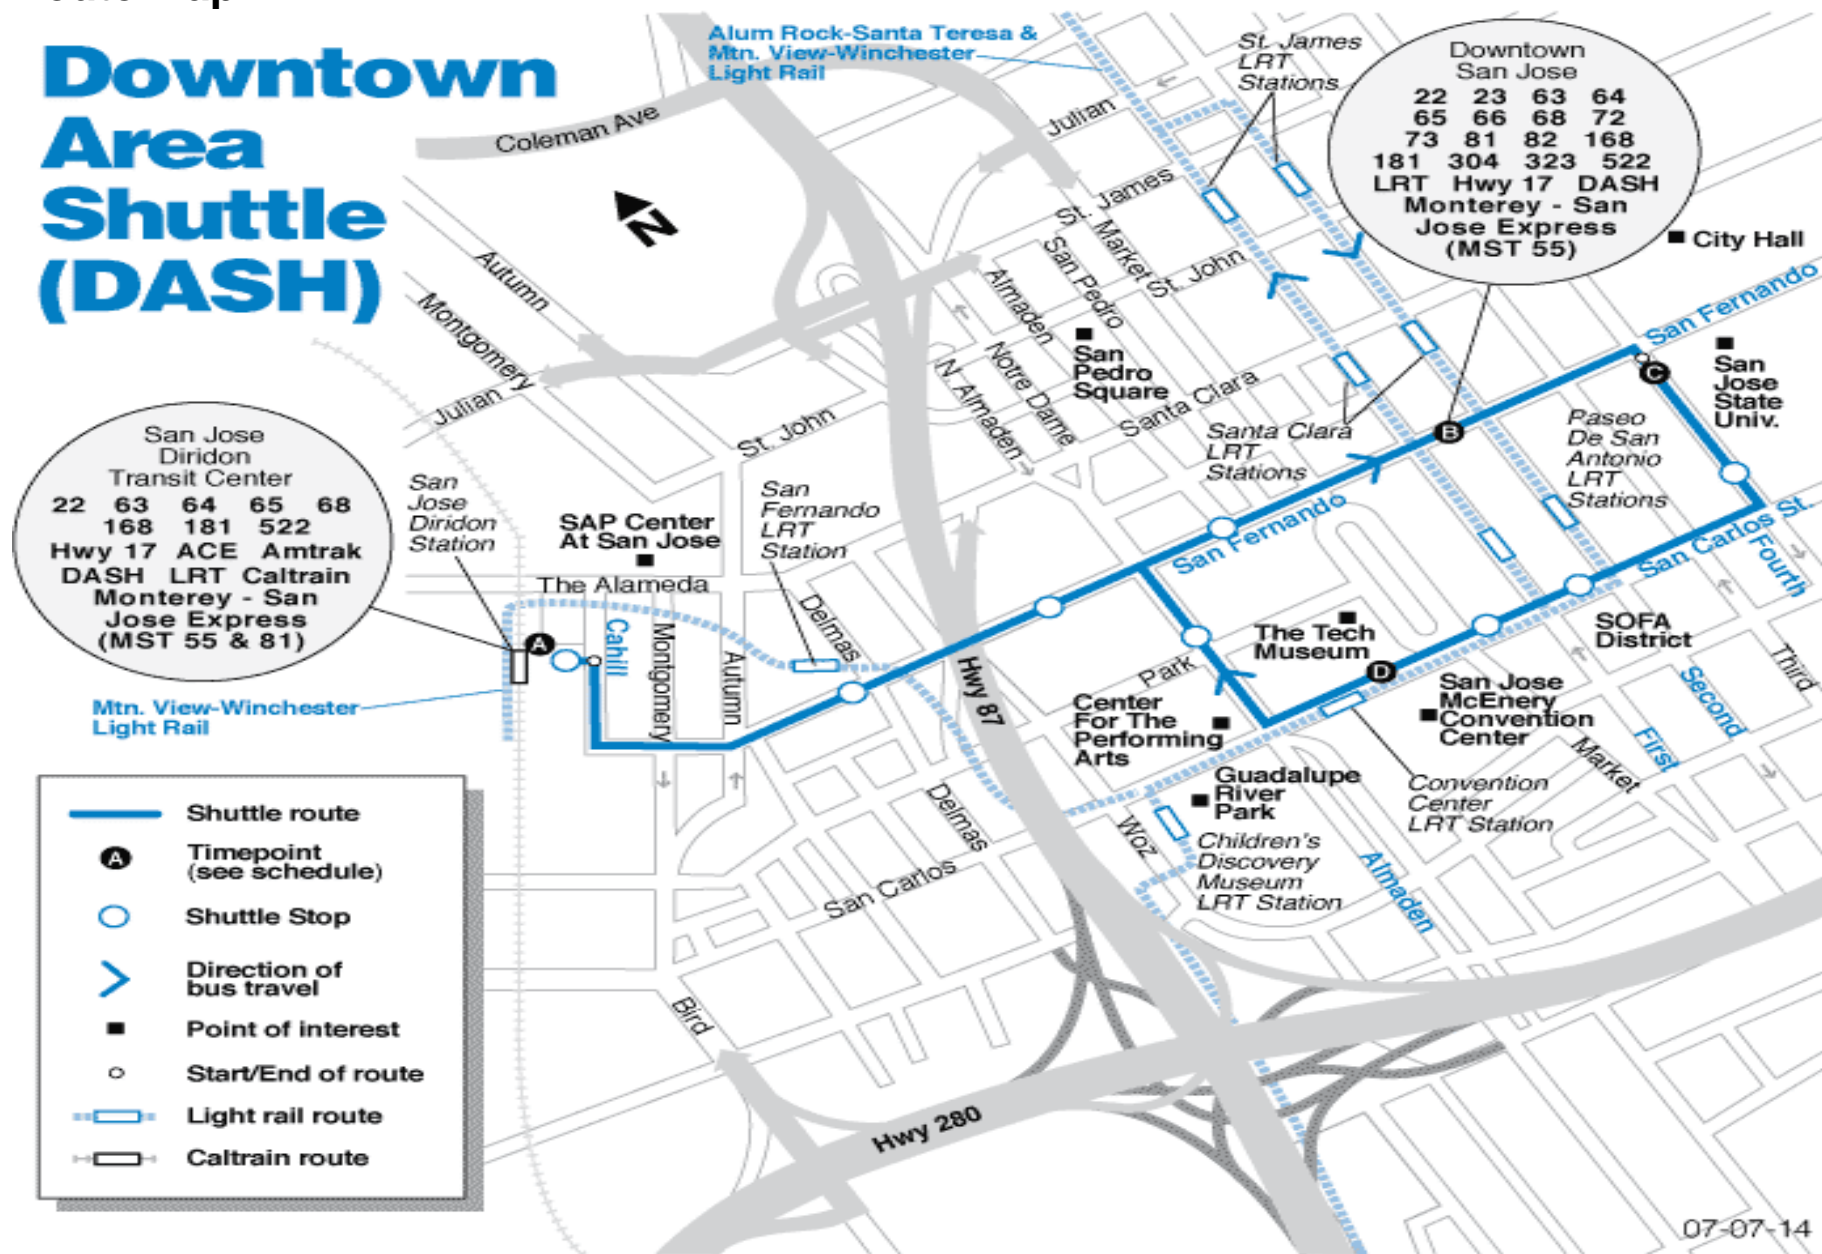 Downtown
Area
Shuttle
(DASH)
Alum Rock-Santa Teresa &
Mtn. View-Winchester
Light Rail
St. James
LRT
Stations
Downtown
San Jose
22 23 63 64
65 66 68 72
73 81 82 168
181 304 323 522
LRT Hwy 17 DASH
Monterey - San
Jose Express
(MST 55)
City Hall
Coleman Ave
Julian
St. James
Market
St. John
San Pedro
Almaden
Autumn
Montgomery
Julian
N
San Fernando
San
Pedro
Square
Notre Dame
N. Almaden
Santa Clara
St. John
San
Jose
State
Univ.
Santa Clara
LRT
Stations
Paseo
De San
Antonio
LRT
Stations
San Jose
Diridon
Transit Center
22 63 64 65 68
168 181 522
Hwy 17 ACE Amtrak
DASH LRT Caltrain
Monterey - San
Jose Express
(MST 55 & 81)
San
Jose
Diridon
Station
SAP Center
At San Jose
San
Fernando
LRT
Station
The Alameda
A
B
C
D
San Fernando
San Carlos St.
Fourth
Cahill
Montgomery
Autumn
Delmas
Hwy 87
Park
The Tech
Museum
SOFA
District
Third
Second
First
Market
Mtn. View-Winchester
Light Rail
Center
For The
Performing
Arts
San Jose
McEnery
Convention
Center
Guadalupe
River
Park
Convention
Center
LRT Station
Children's
Discovery
Museum
LRT Station
Woz
Almaden
Delmas
San Carlos
Bird
Hwy 280
Shuttle route
A
Timepoint
(see schedule)
Shuttle Stop
Direction of
bus travel
Point of interest
Start/End of route
Light rail route
Caltrain route
07-07-14